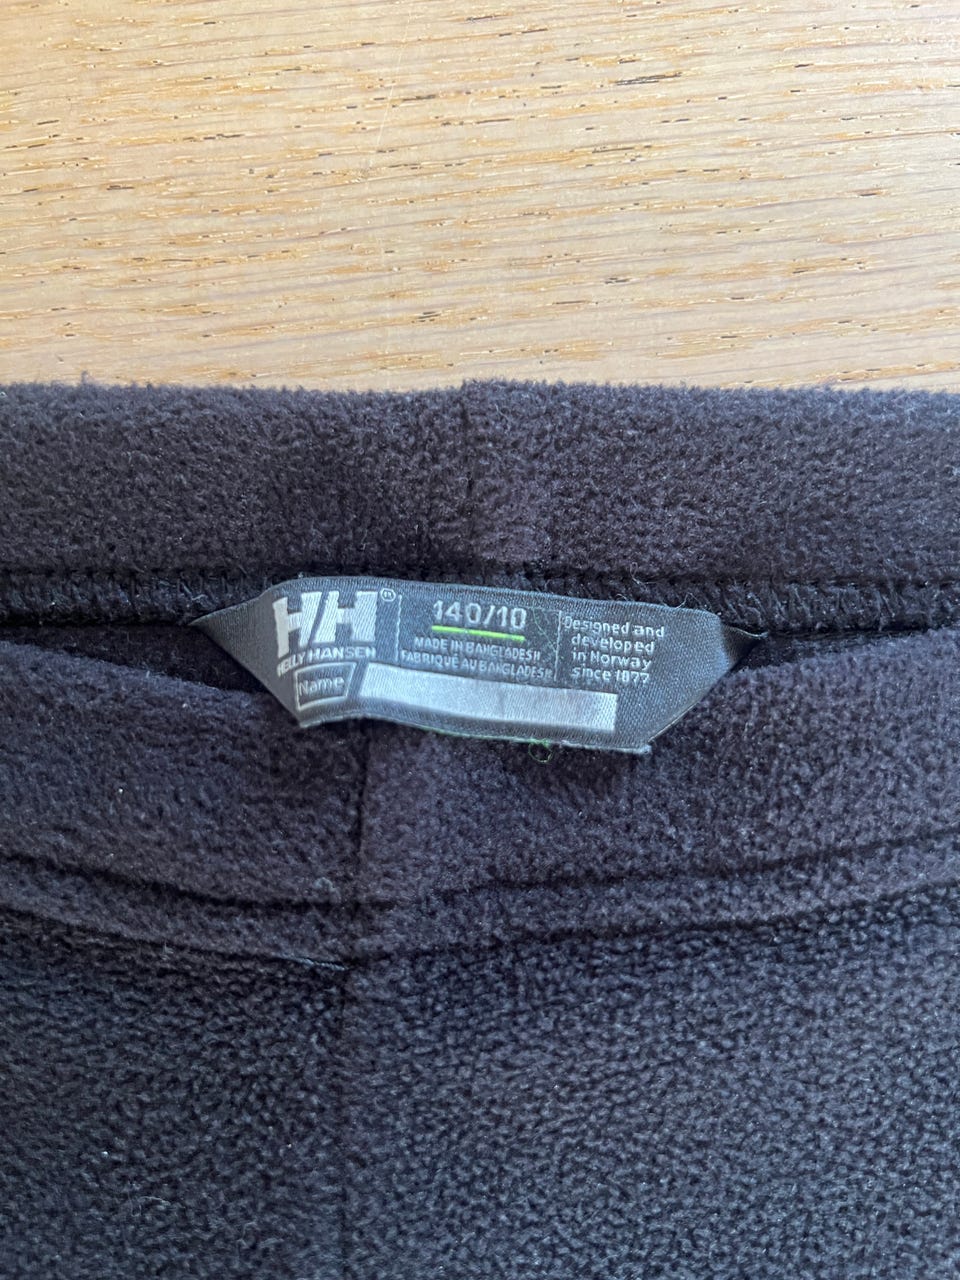 HH®
HELLY HANSEN
140/10
MADE IN BANGLADESH
FABRIQUÉ AU BANGLADESH
Designed and
developed
in Norway
since 1877
Name